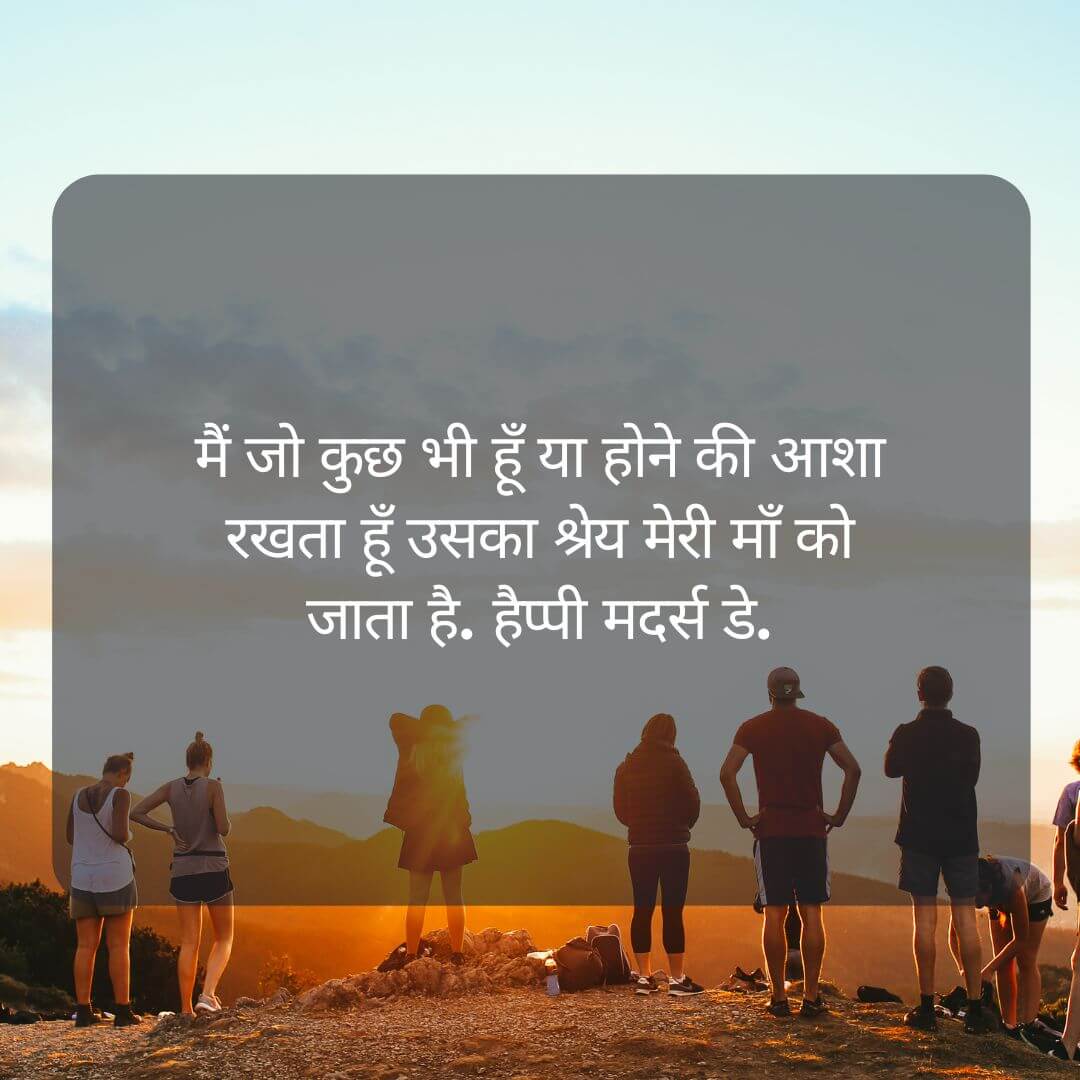 मैं जो कुछ भी हूँ या होने की आशा
रखता हूँ उसका श्रेय मेरी माँ को
जाता है. हैप्पी मदर्स डे.